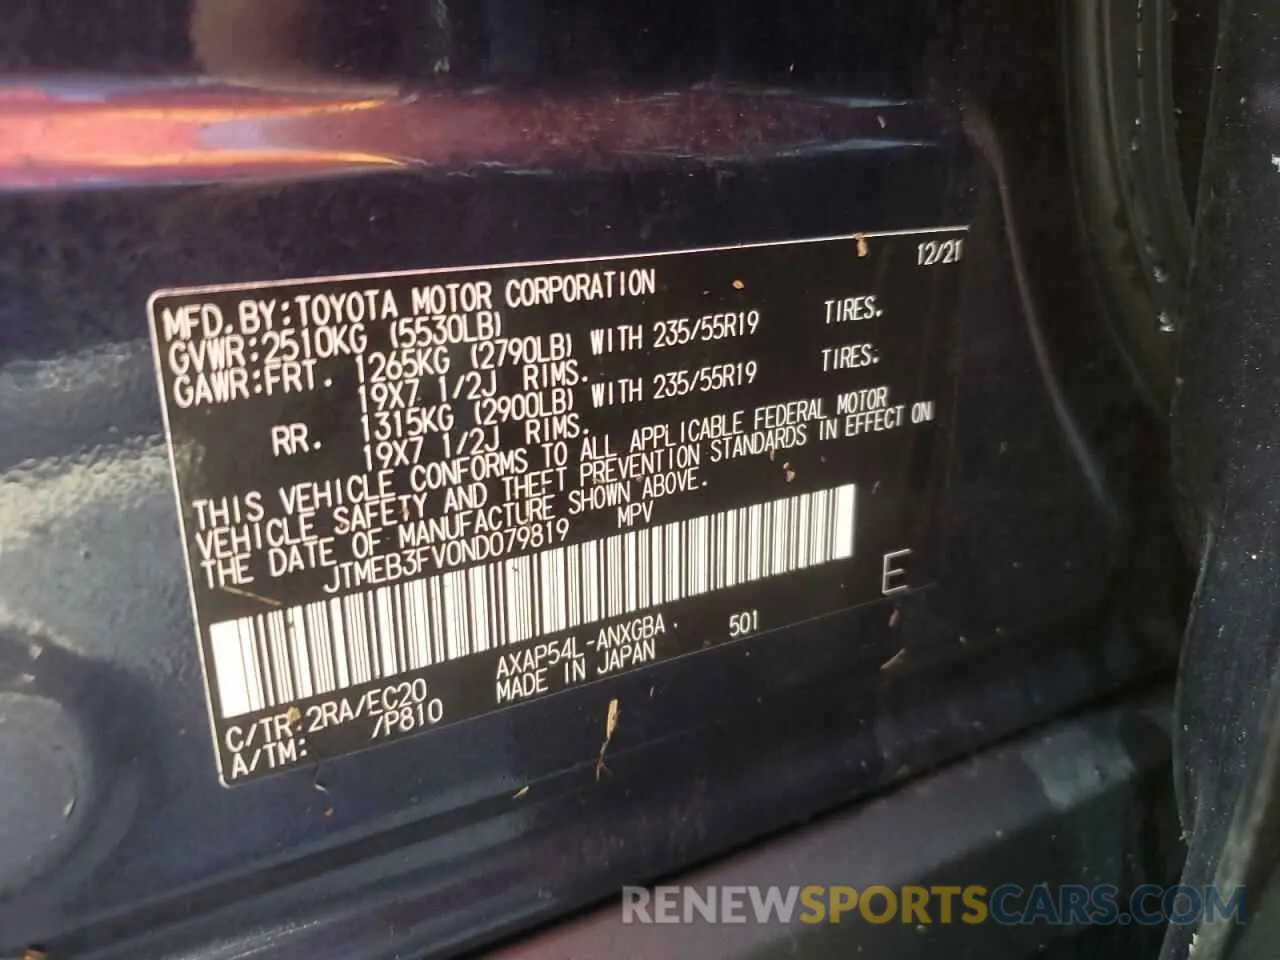 12/21
MFD.BY:TOYOTA MOTOR CORPORATION
GVWR:2510KG (5530LB)
GAWR:FRT. 1265KG (2790LB) WITH 235/55R19 TIRES.
19X7 1/2J RIMS.
RR. 1315KG (2900LB) WITH 235/55R19 TIRES.
19X7 1/2J RIMS.
THIS VEHICLE CONFORMS TO ALL APPLICABLE FEDERAL MOTOR
VEHICLE SAFETY AND THEFT PREVENTION STANDARDS IN EFFECT ON
THE DATE OF MANUFACTURE SHOWN ABOVE.
JTMEB3FV0ND079819 MPV
E
AXAP54L-ANXGBA 501
MADE IN JAPAN
C/TR:2RA/EC20
A/TM: /P810
RENEWSPORTSCARS.COM